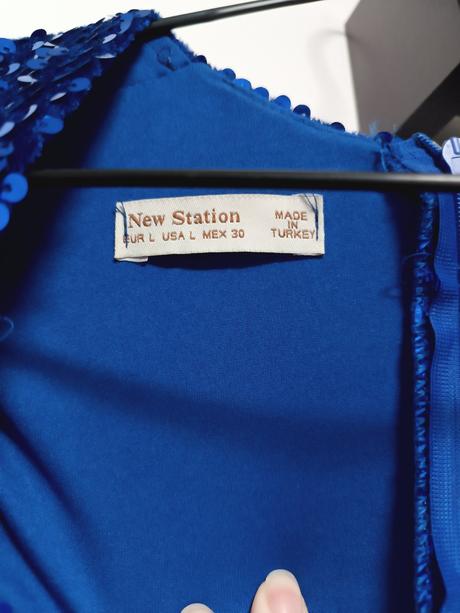 New Station
EUR L USA L MEX 30
MADE
IN
TURKEY